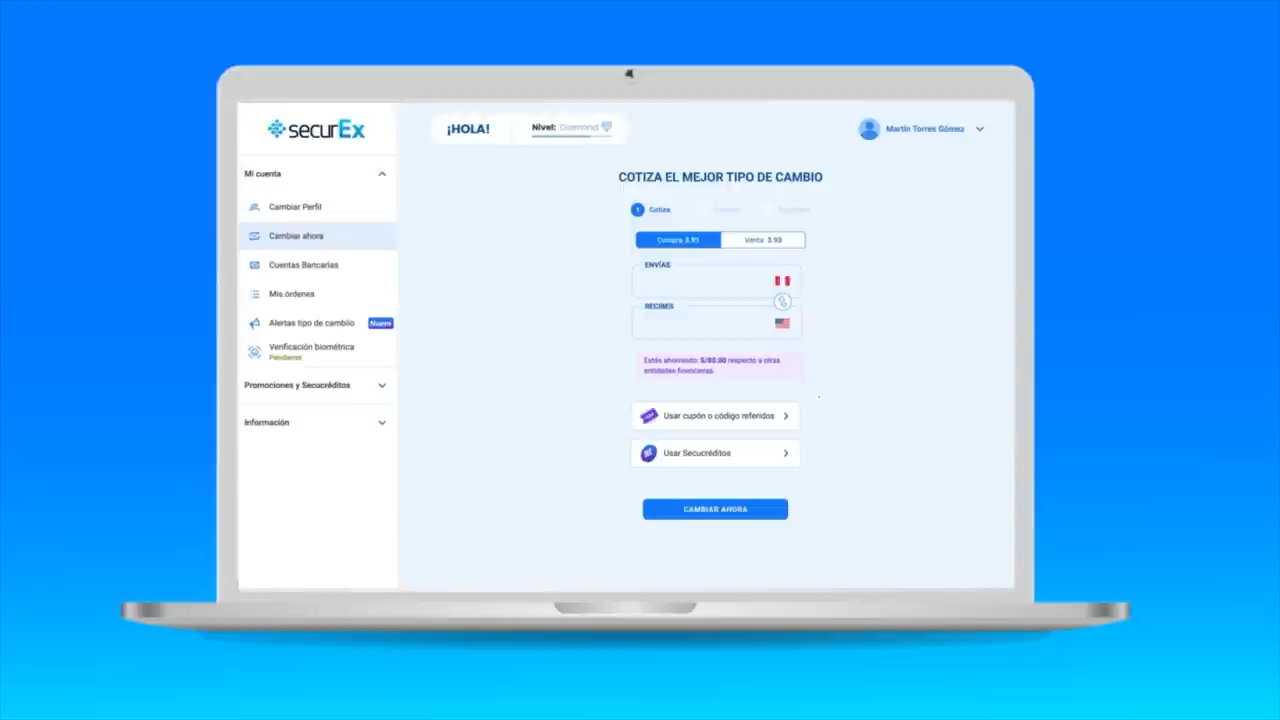 securEx
¡HOLA!
Nivel: Diamond
Martín Torres Gómez
Mi cuenta
Cambiar Perfil
Cambiar ahora
Cuentas Bancarias
Mis órdenes
Alertas tipo de cambio Nuevo
Verificación biométrica
Pendiente
Promociones y Secucréditos
Información
COTIZA EL MEJOR TIPO DE CAMBIO
1 Cotiza
Compra 3.91 Venta 3.93
ENVÍAS
RECIBES
Estás ahorrando: S/80.00 respecto a otras
entidades financieras.
Usar cupón o código referidos
Usar Secucréditos
CAMBIAR AHORA